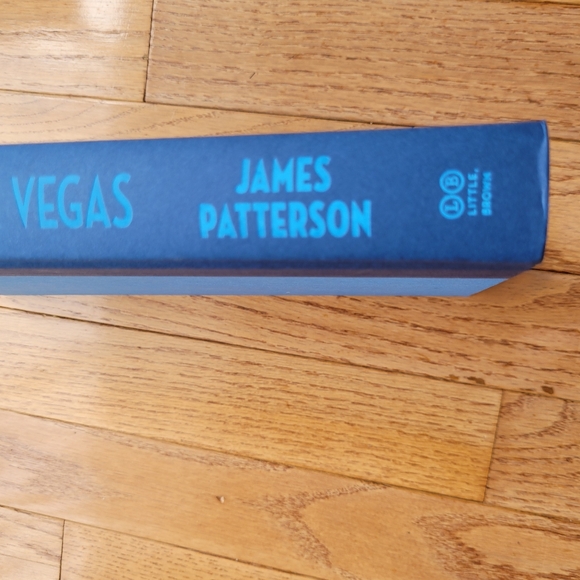 VEGAS
JAMES
PATTERSON
LB
LITTLE,
BROWN